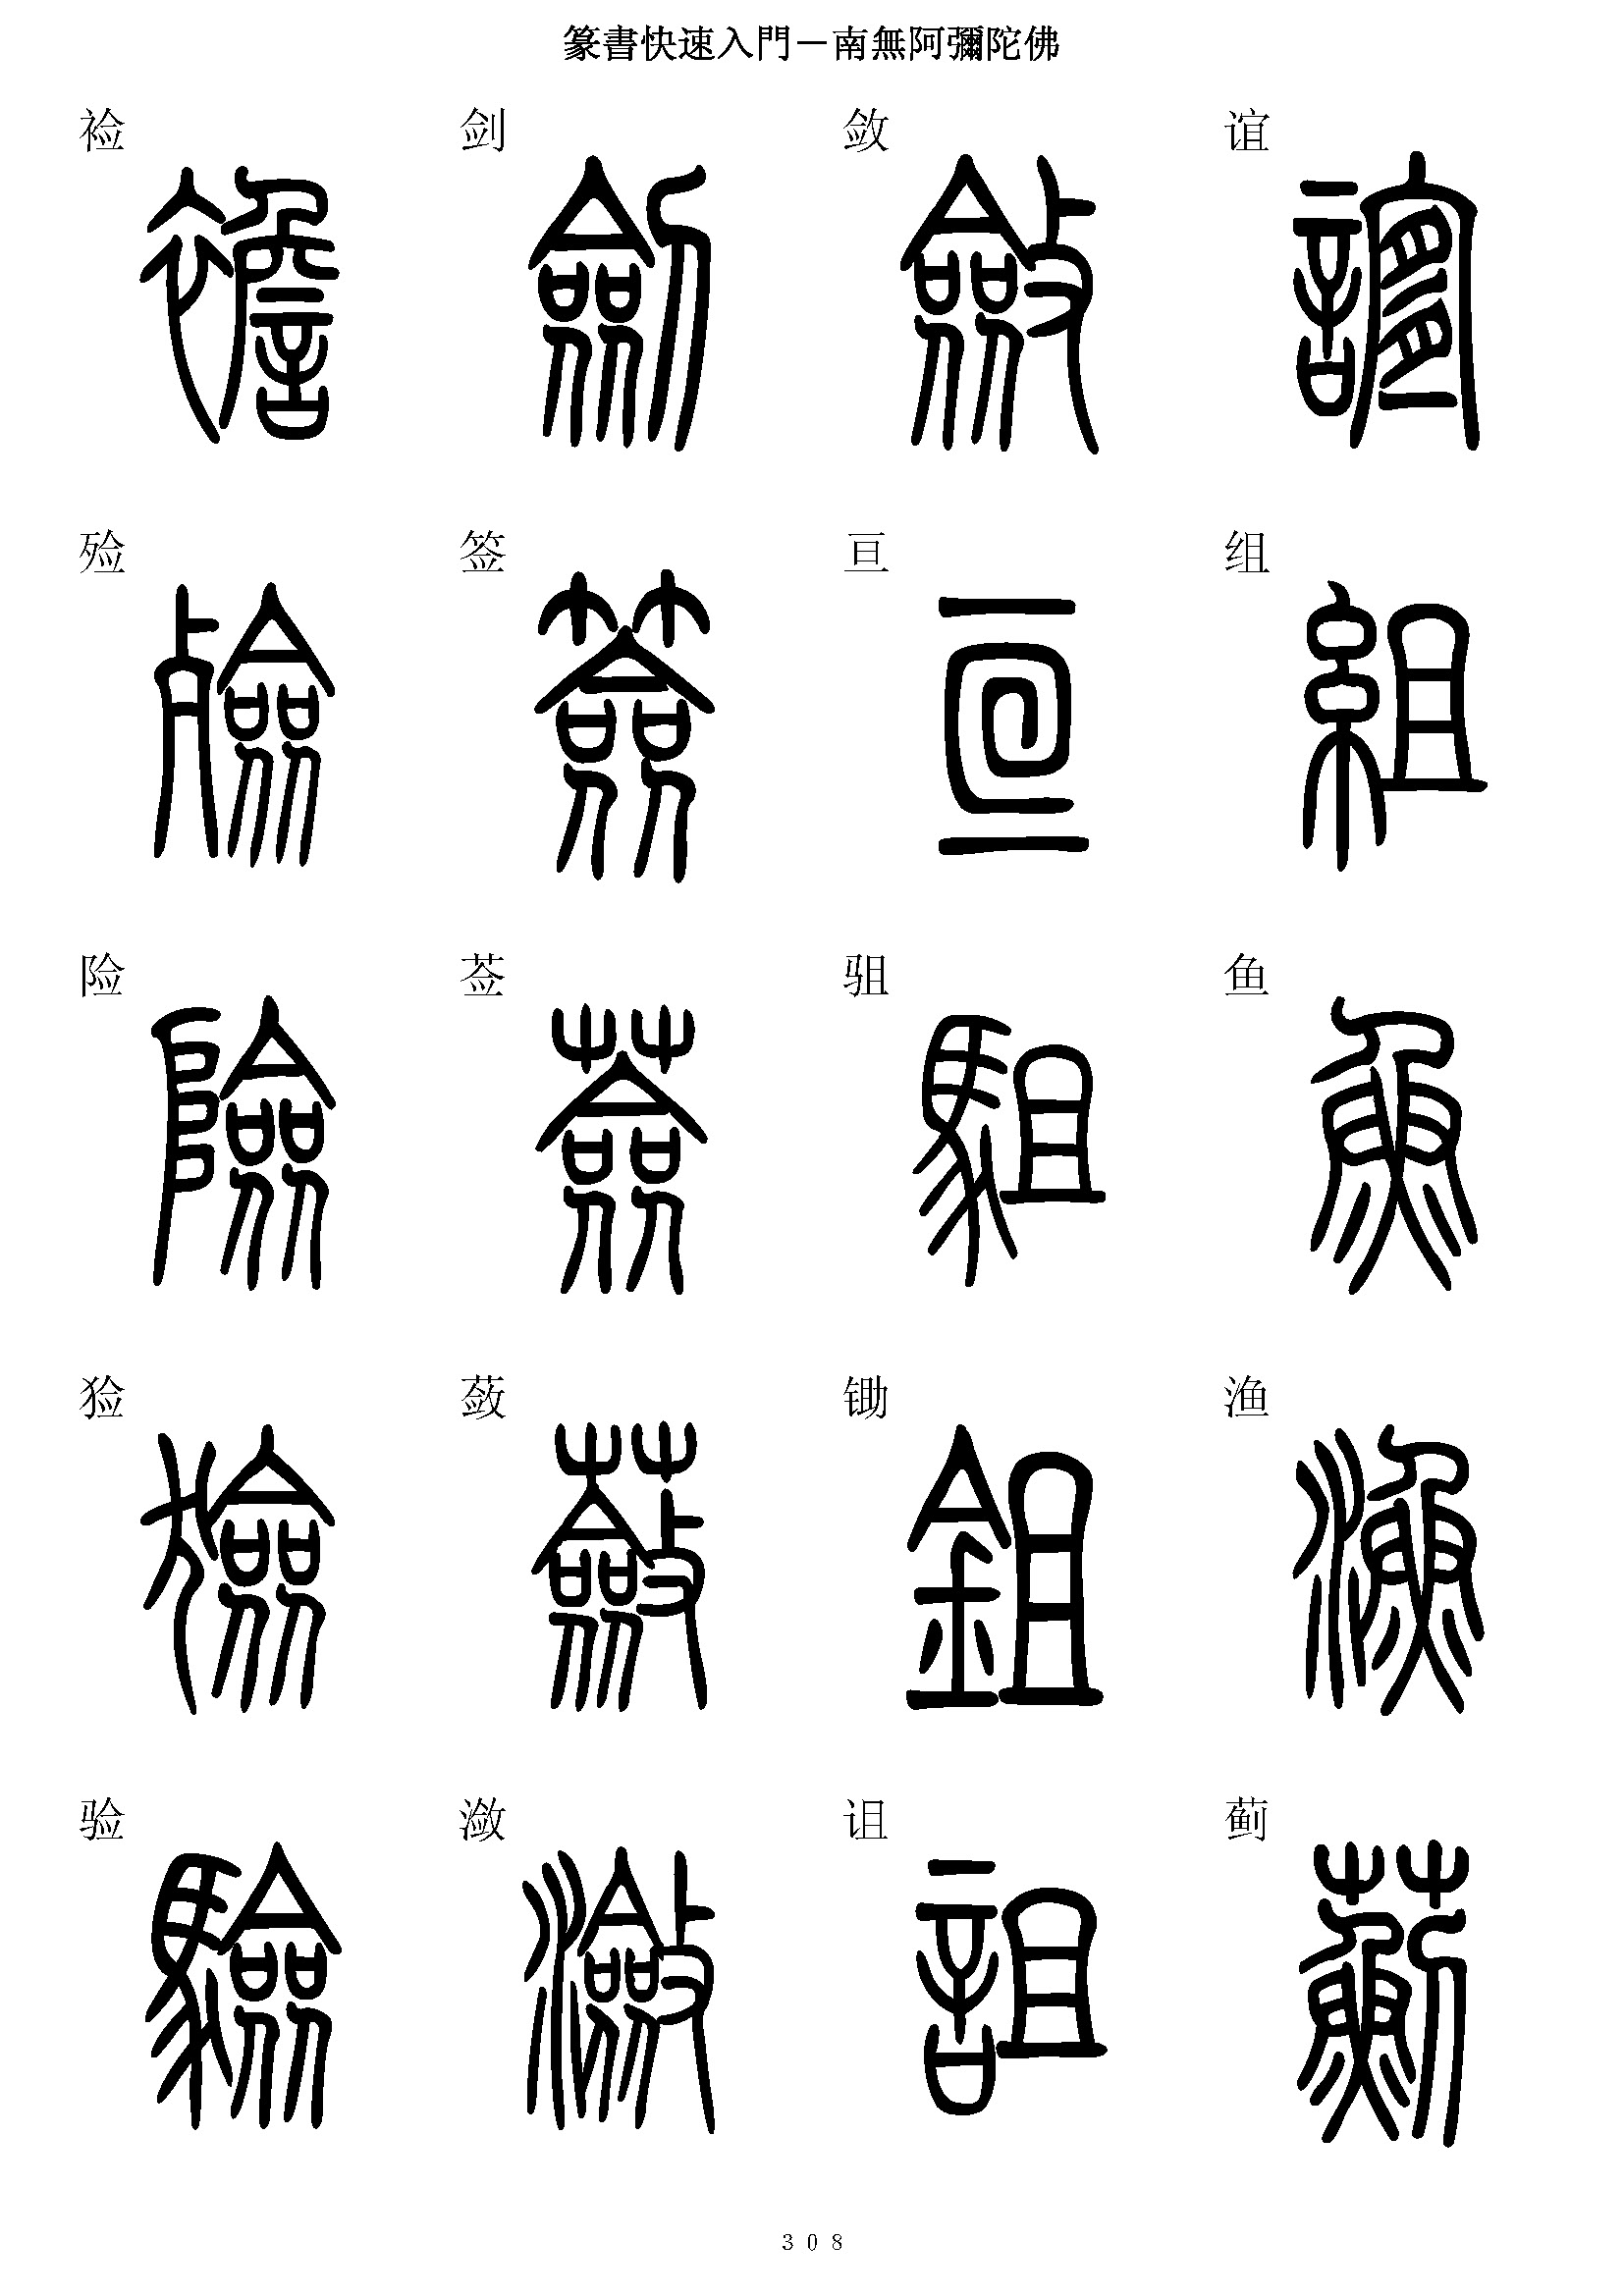 篆書快速入門－南無阿彌陀佛
裣 剑 敛 谊
殓 签 亘 组
险 莶 驵 鱼
猃 蔹 锄 渔
验 潋 诅 蓟
308